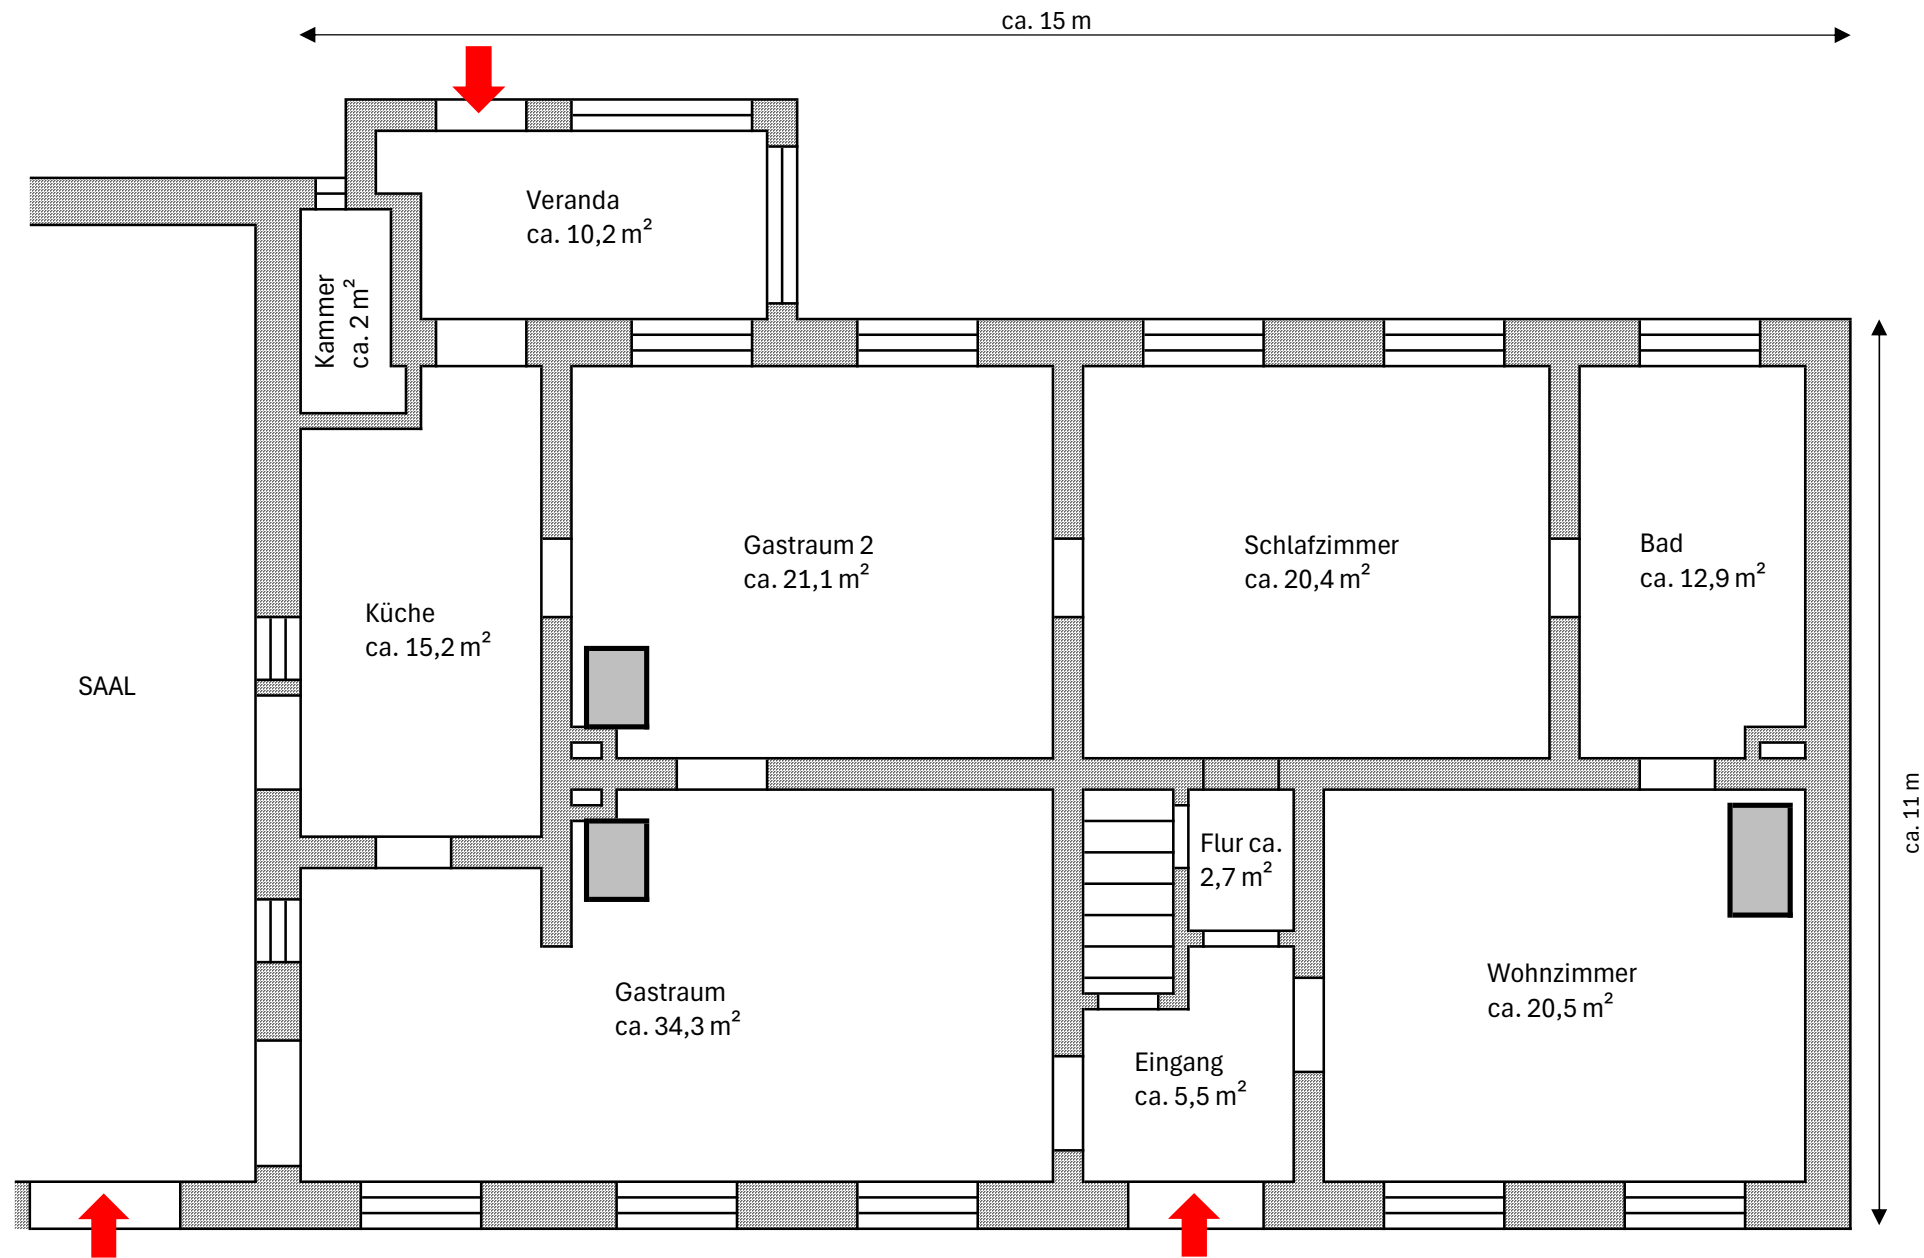 ca. 15 m
Veranda
ca. 10,2 m²
Kammer
ca. 2 m²
Gastraum 2
ca. 21,1 m²
Schlafzimmer
ca. 20,4 m²
Bad
ca. 12,9 m²
Küche
ca. 15,2 m²
SAAL
ca. 11 m
Flur ca.
2,7 m²
Gastraum
ca. 34,3 m²
Wohnzimmer
ca. 20,5 m²
Eingang
ca. 5,5 m²